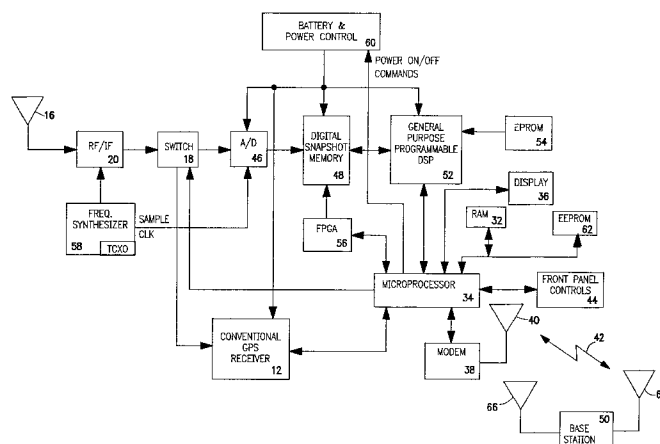 BATTERY &
POWER CONTROL
60
POWER ON/OFF
COMMANDS
16
RF/IF
20
SWITCH
18
A/D
46
DIGITAL
SNAPSHOT
MEMORY
48
GENERAL
PURPOSE
PROGRAMMABLE
DSP
52
EPROM
54
DISPLAY
36
RAM
32
EEPROM
62
FREQ.
SYNTHESIZER
58
TCXO
SAMPLE
CLK
FPGA
56
MICROPROCESSOR
34
FRONT PANEL
CONTROLS
44
CONVENTIONAL
GPS
RECEIVER
12
MODEM
38
40
42
66
BASE
STATION
50